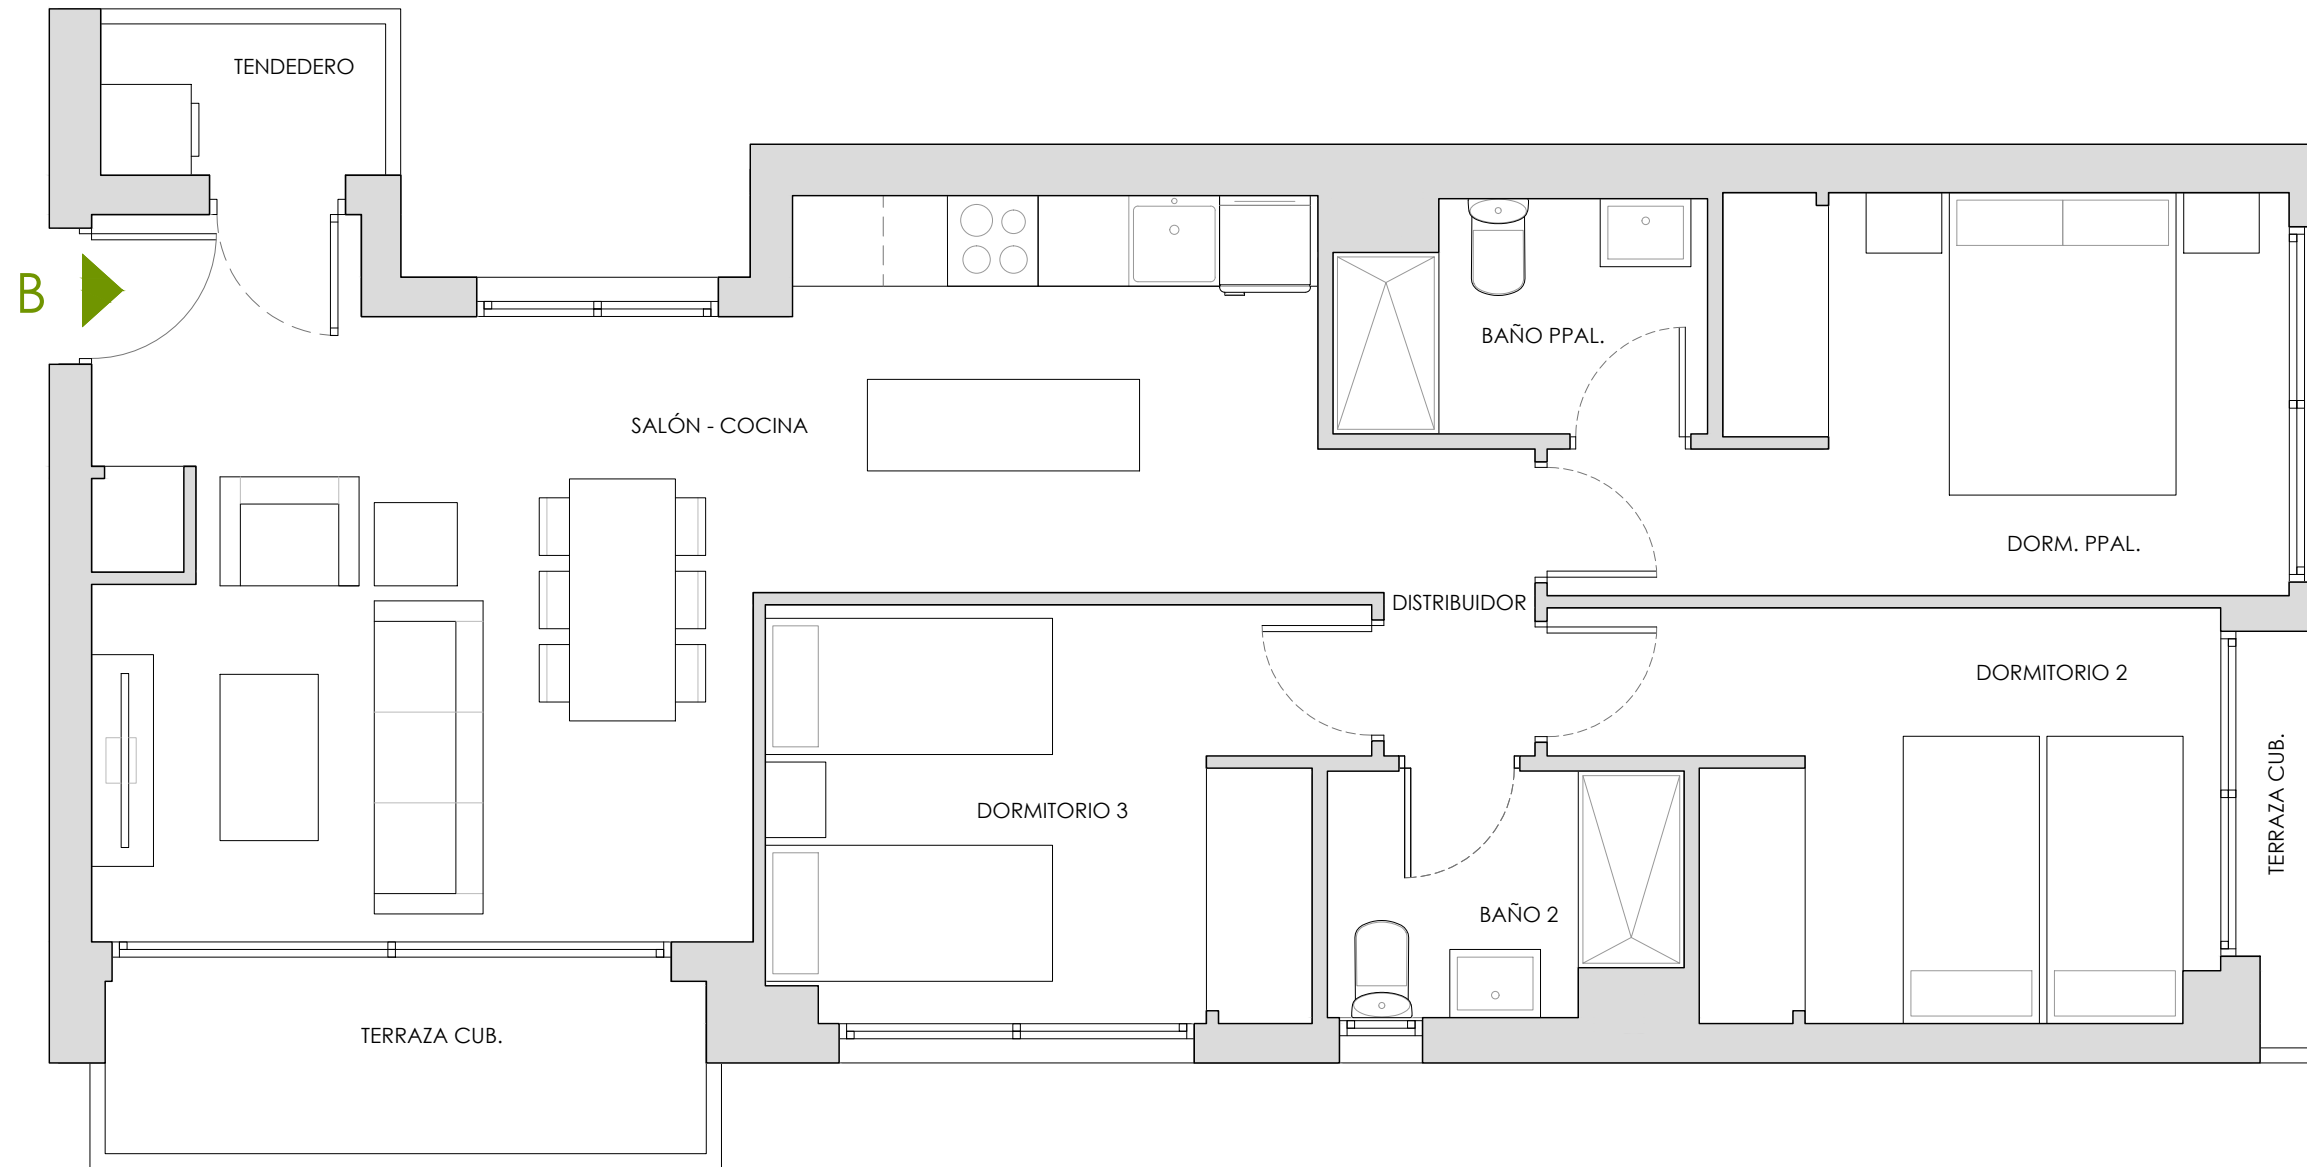 TENDEDERO
B
BAÑO PPAL.
SALÓN - COCINA
DORM. PPAL.
DISTRIBUIDOR
DORMITORIO 2
TERRAZA CUB.
DORMITORIO 3
BAÑO 2
TERRAZA CUB.